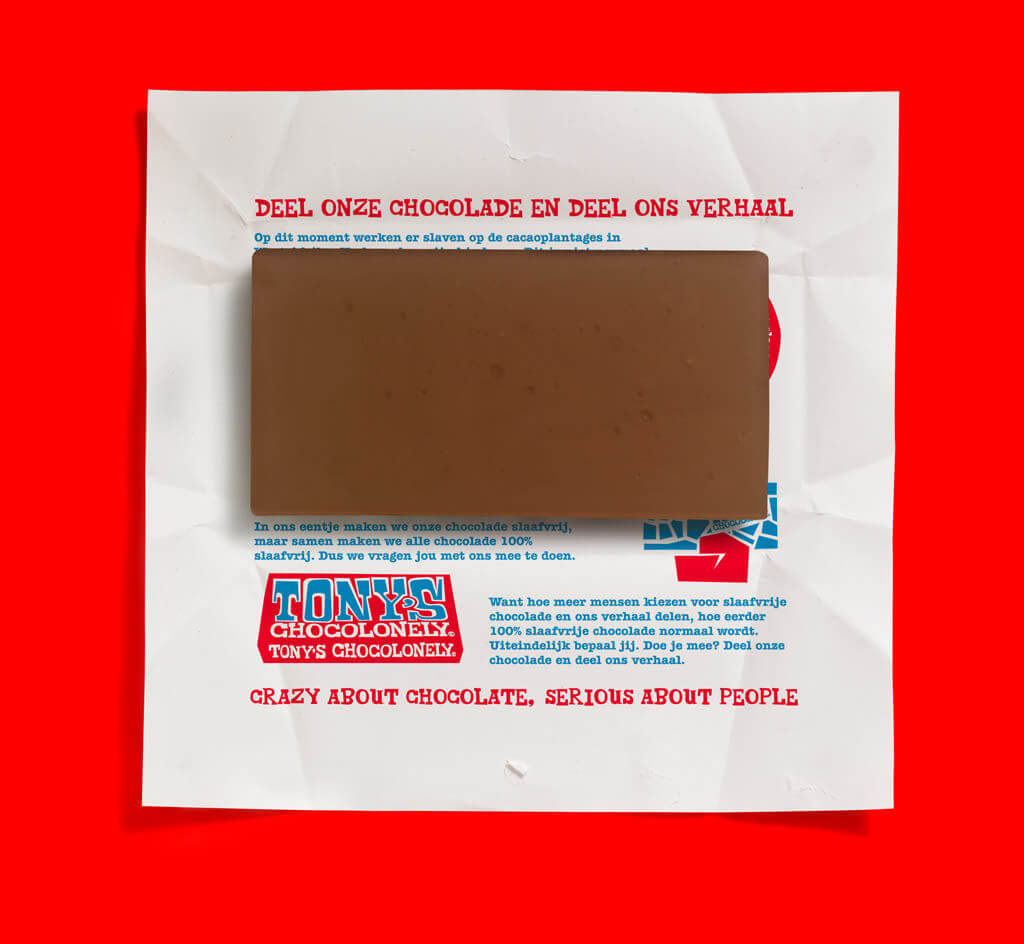 DEEL ONZE CHOCOLADE EN DEEL ONS VERHAAL
Op dit moment werken er slaven op de cacaoplantages in
In ons eentje maken we onze chocolade slaafvrij,
maar samen maken we alle chocolade 100%
slaafvrij. Dus we vragen jou met ons mee te doen.
TONY'S
CHOCOLONELY®
TONY'S CHOCOLONELY®
Want hoe meer mensen kiezen voor slaafvrije
chocolade en ons verhaal delen, hoe eerder
100% slaafvrije chocolade normaal wordt.
Uiteindelijk bepaal jij. Doe je mee? Deel onze
chocolade en deel ons verhaal.
CRAZY ABOUT CHOCOLATE, SERIOUS ABOUT PEOPLE